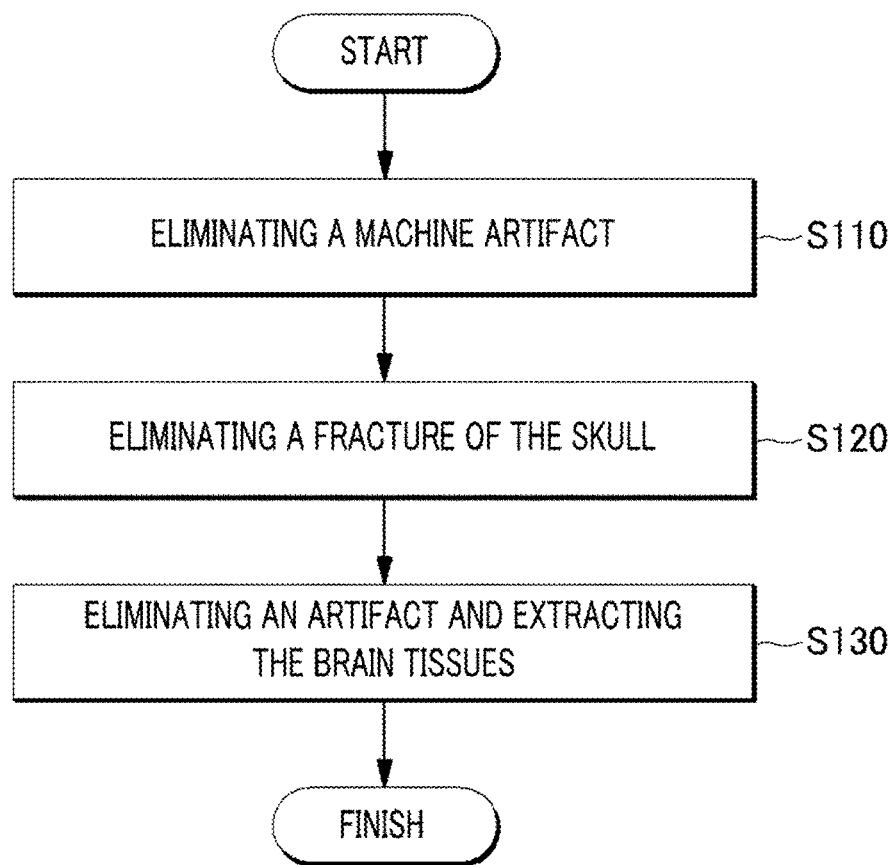 START
ELIMINATING A MACHINE ARTIFACT
S110
ELIMINATING A FRACTURE OF THE SKULL
S120
ELIMINATING AN ARTIFACT AND EXTRACTING
THE BRAIN TISSUES
S130
FINISH